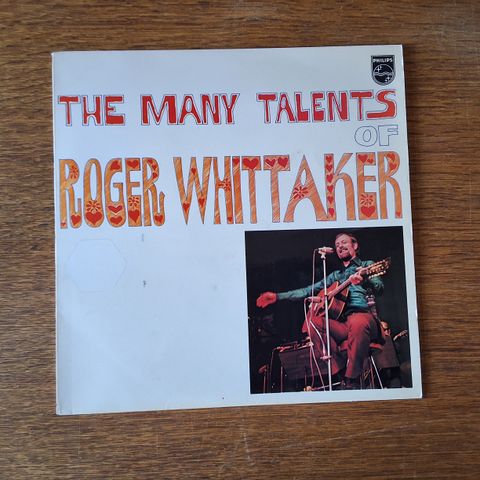 PHILIPS
THE MANY TALENTS
OF
ROGER WHITTAKER